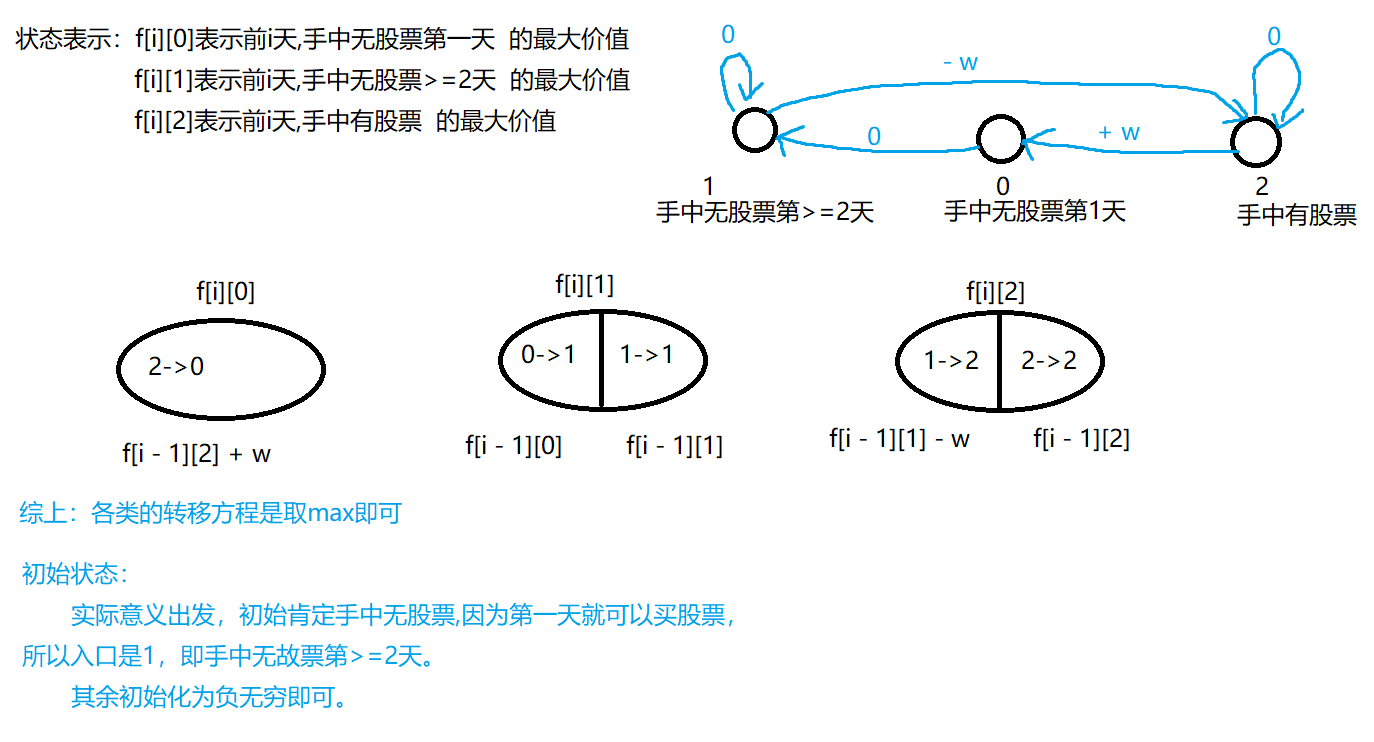 状态表示：f[i][0]表示前i天,手中无股票第一天 的最大价值
f[i][1]表示前i天,手中无股票>=2天 的最大价值
f[i][2]表示前i天,手中有股票 的最大价值
0
- w
0
0
+ w
1
0
2
手中无股票第>=2天
手中无股票第1天
手中有股票
f[i][0]
f[i][1]
f[i][2]
2->0
0->1
1->1
1->2
2->2
f[i - 1][2] + w
f[i - 1][0]
f[i - 1][1]
f[i - 1][1] - w
f[i - 1][2]
综上：各类的转移方程是取max即可
初始状态：
实际意义出发，初始肯定手中无股票,因为第一天就可以买股票，
所以入口是1，即手中无故票第>=2天。
其余初始化为负无穷即可。